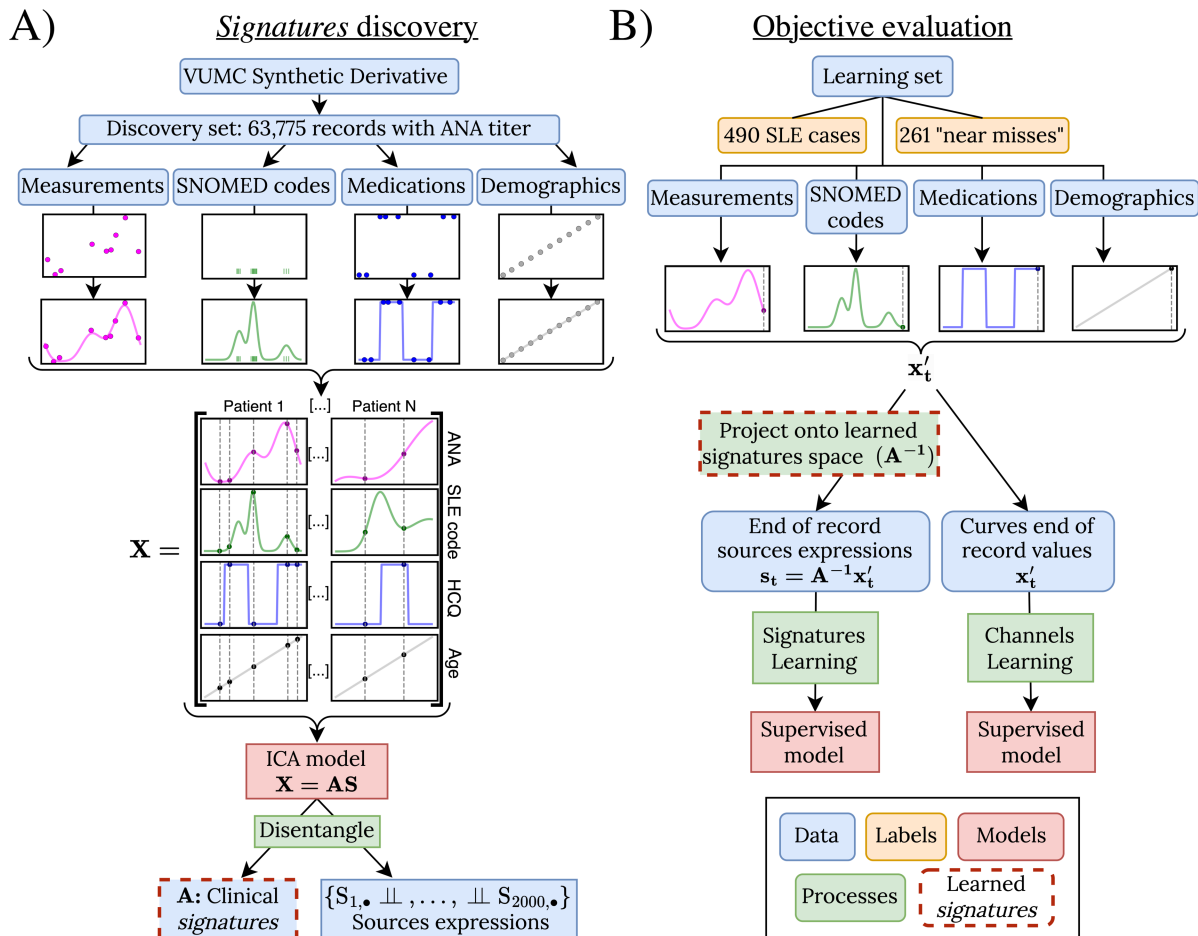 A)
Signatures discovery
VUMC Synthetic Derivative
Discovery set: 63,775 records with ANA titer
Measurements
SNOMED codes
Medications
Demographics
Patient 1
[...]
Patient N
X =
[...]
ANA
[...]
SLE code
[...]
HCQ
[...]
Age
ICA model
X = AS
Disentangle
A: Clinical
signatures
{S₁,• ⫫ , . . . , ⫫ S₂₀₀₀,•}
Sources expressions
B)
Objective evaluation
Learning set
490 SLE cases
261 "near misses"
Measurements
SNOMED
codes
Medications
Demographics
x′ₜ
Project onto learned
signatures space (A⁻¹)
End of record
sources expressions
sₜ = A⁻¹x′ₜ
Curves end of
record values
x′ₜ
Signatures
Learning
Channels
Learning
Supervised
model
Supervised
model
Data
Labels
Models
Processes
Learned
signatures